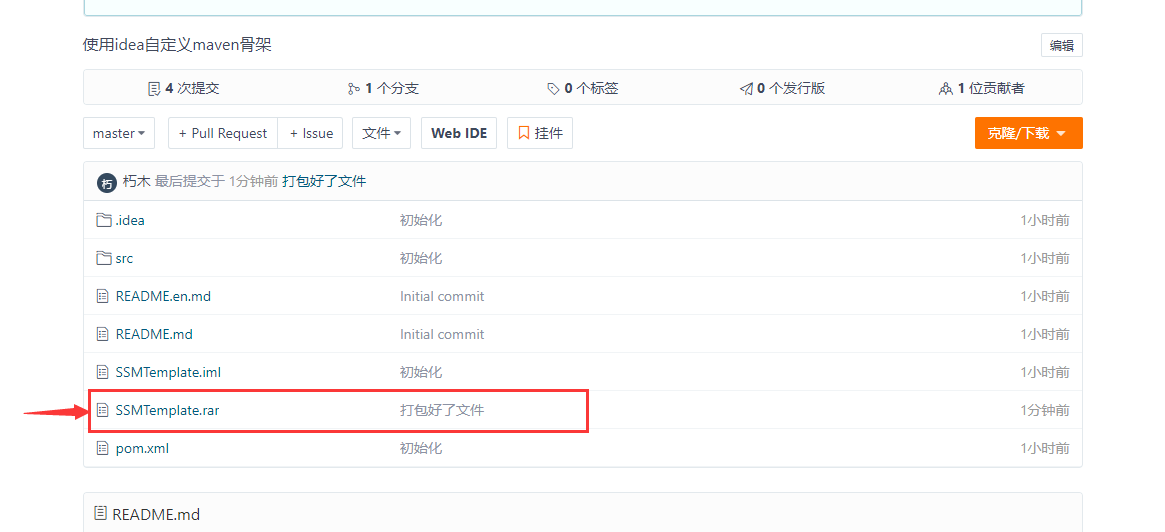 使用idea自定义maven骨架
编辑
4 次提交 1 个分支 0 个标签 0 个发行版 1 位贡献者
master + Pull Request + Issue 文件 Web IDE 挂件 克隆/下载
朽 朽木 最后提交于 1分钟前 打包好了文件
.idea 初始化 1小时前
src 初始化 1小时前
README.en.md Initial commit 1小时前
README.md Initial commit 1小时前
SSMTemplate.iml 初始化 1小时前
SSMTemplate.rar 打包好了文件 1分钟前
pom.xml 初始化 1小时前
README.md